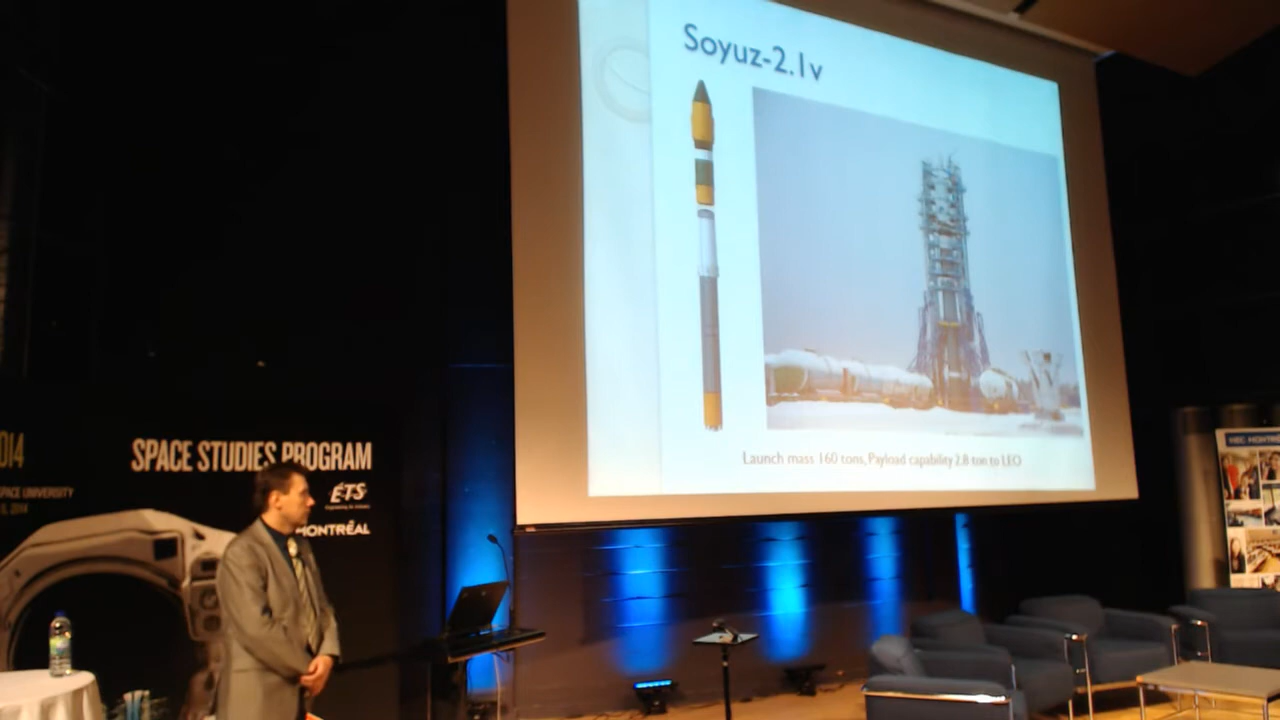 Soyuz-2.1v
Launch mass 160 tons, Payload capability 2.8 ton to LEO
014
SPACE STUDIES PROGRAM
SPACE UNIVERSITY
ÉTS
MONTRÉAL
HEC MONTRÉAL